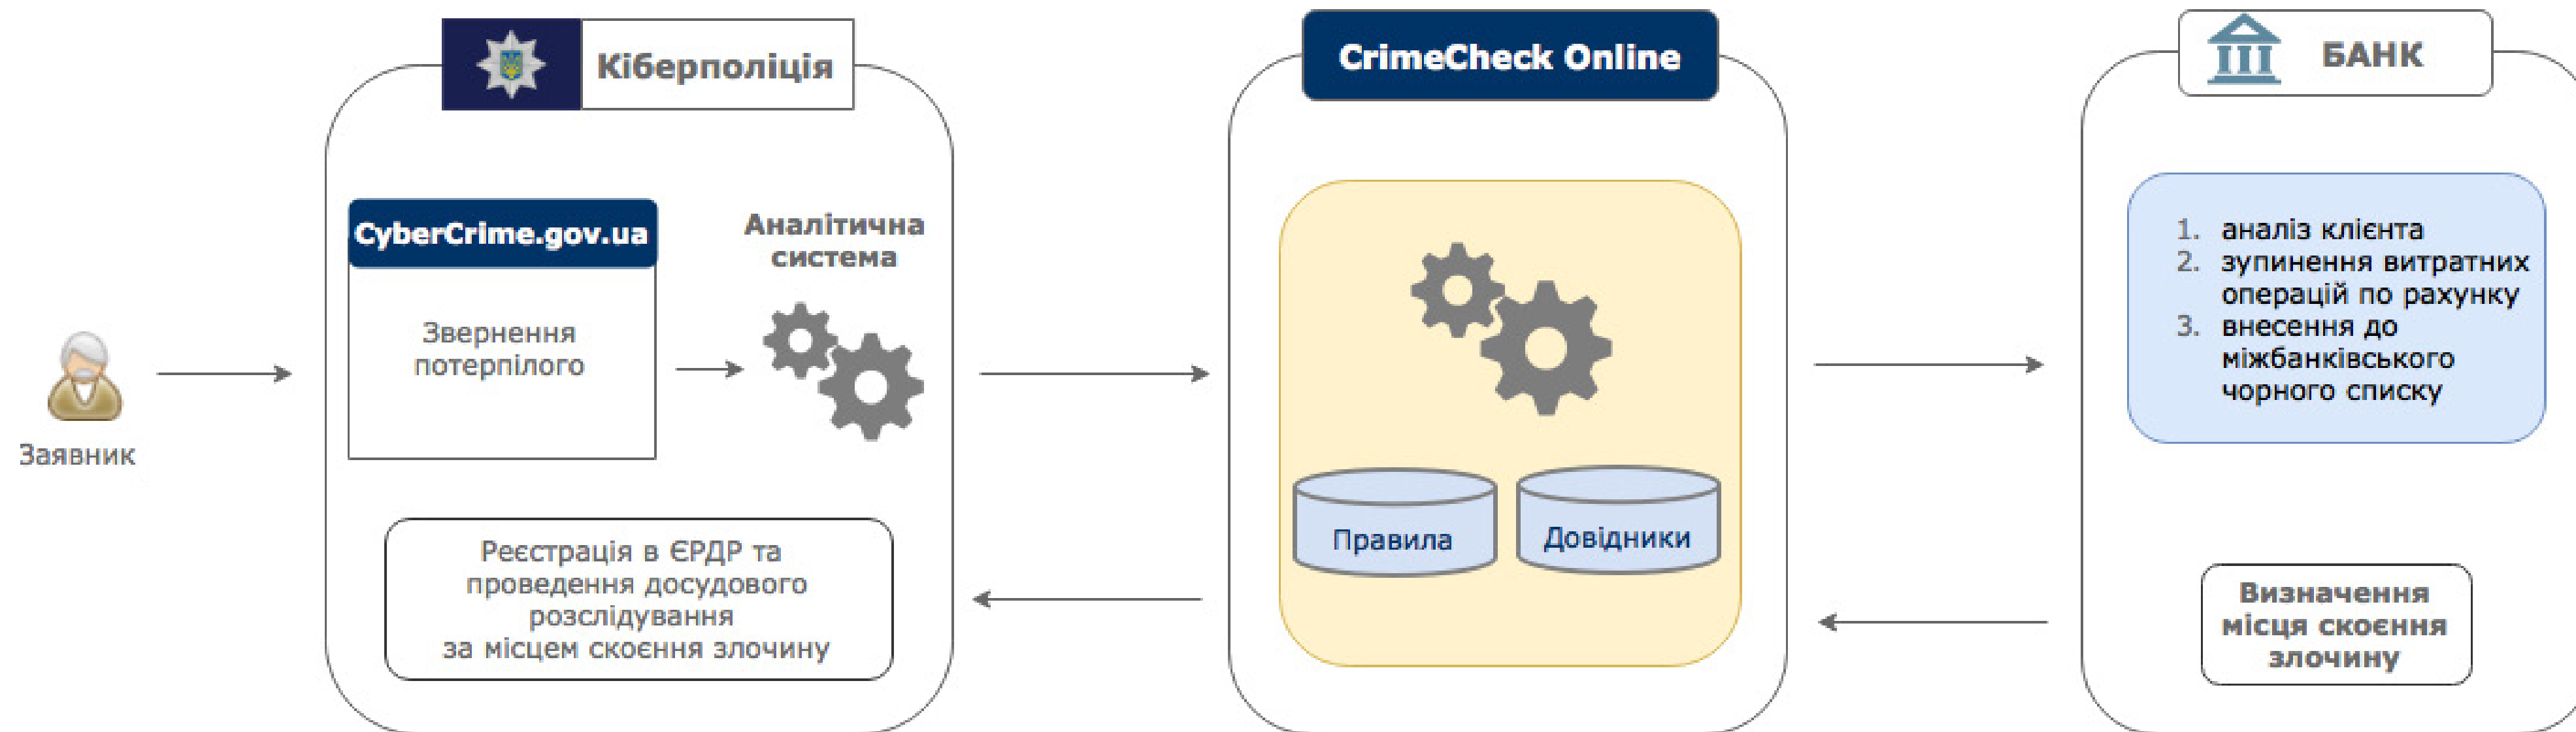 Кіберполіція
CrimeCheck Online
БАНК
CyberCrime.gov.ua
Звернення
потерпілого
Аналітична
система
Заявник
Реєстрація в ЄРДР та
проведення досудового
розслідування
за місцем скоєння злочину
Правила
Довідники
1. аналіз клієнта
2. зупинення витратних
операцій по рахунку
3. внесення до
міжбанківського
чорного списку
Визначення
місця скоєння
злочину